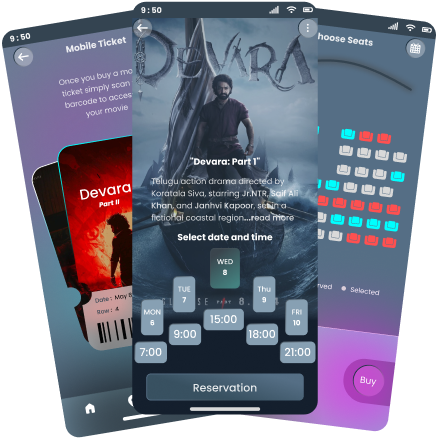 9:50
Mobile Ticket
Once you buy a mo
ticket simply scan
barcode to acces
your movie
Devara
Part II
Date : May 8
Row : 4
9:50
DEVARA
"Devara: Part 1"
Telugu action drama directed by
Koratala Siva, starring Jr.NTR, Saif Ali
Khan, and Janhvi Kapoor, set in a
fictional coastal region...read more
Select date and time
MON
6
TUE
7
WED
8
Thu
9
FRI
10
7:00
9:00
15:00
18:00
21:00
Reservation
hoose Seats
rved
Selected
Buy